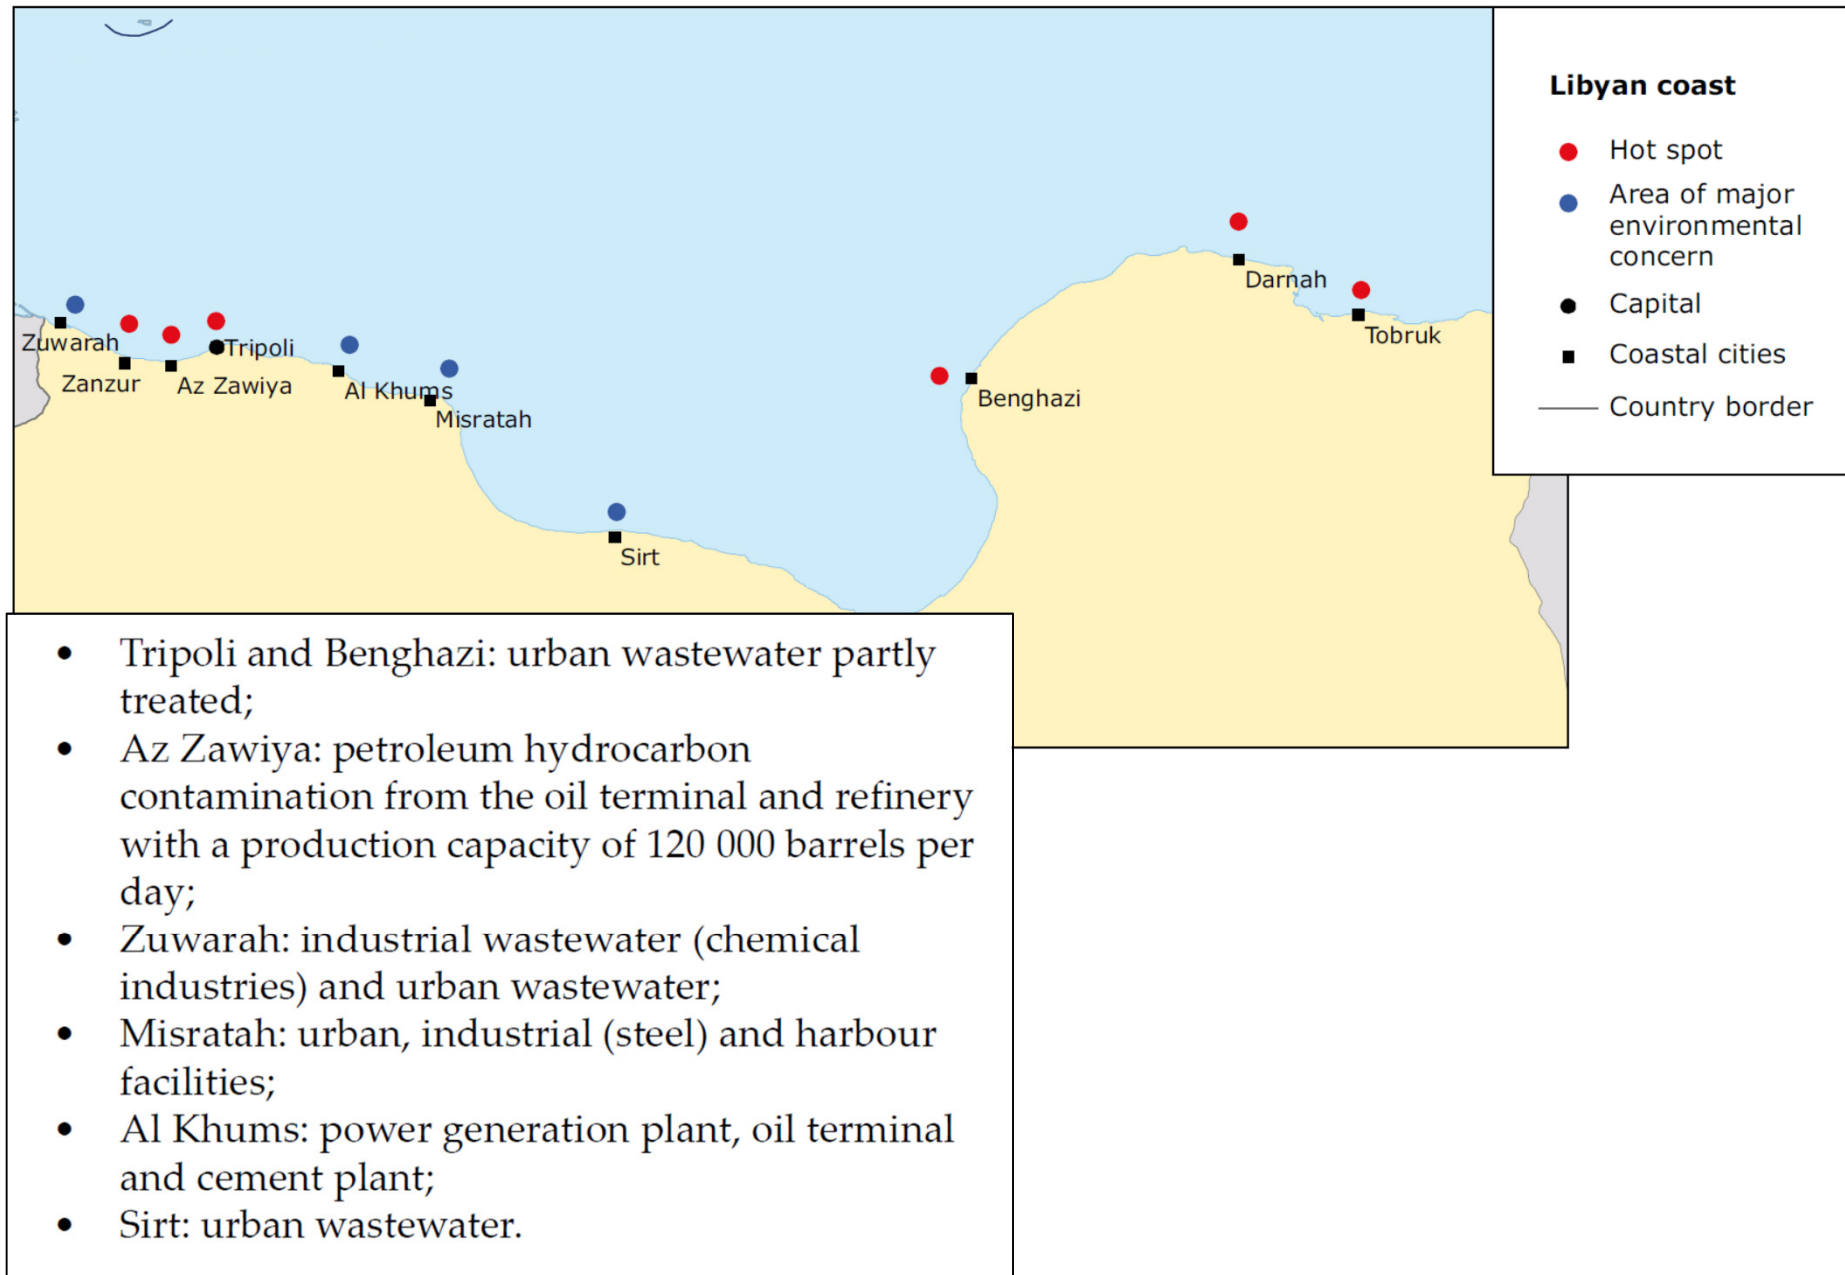 Libyan coast
Hot spot
Area of major
environmental
concern
Capital
Coastal cities
Country border
Zuwarah
Zanzur
Az Zawiya
Tripoli
Al Khums
Misratah
Sirt
Benghazi
Darnah
Tobruk
• Tripoli and Benghazi: urban wastewater partly
treated;
• Az Zawiya: petroleum hydrocarbon
contamination from the oil terminal and refinery
with a production capacity of 120 000 barrels per
day;
• Zuwarah: industrial wastewater (chemical
industries) and urban wastewater;
• Misratah: urban, industrial (steel) and harbour
facilities;
• Al Khums: power generation plant, oil terminal
and cement plant;
• Sirt: urban wastewater.